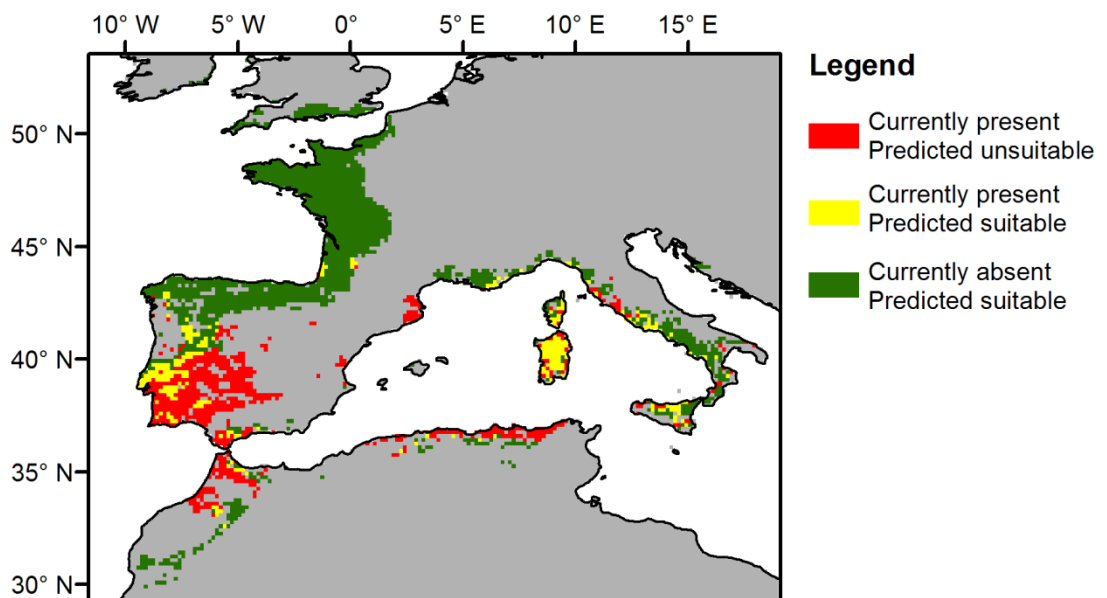 10° W 5° W 0° 5° E 10° E 15° E
50° N
45° N
40° N
35° N
30° N
Legend
Currently present
Predicted unsuitable
Currently present
Predicted suitable
Currently absent
Predicted suitable